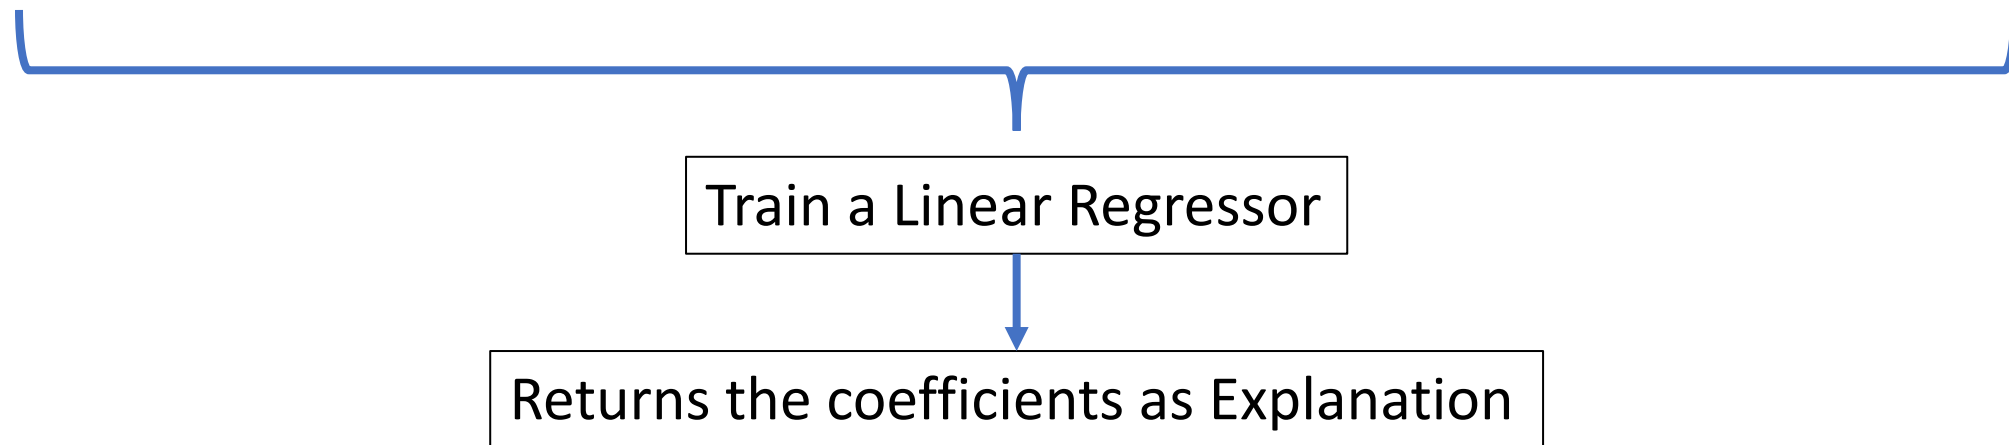 Train a Linear Regressor
Returns the coefficients as Explanation